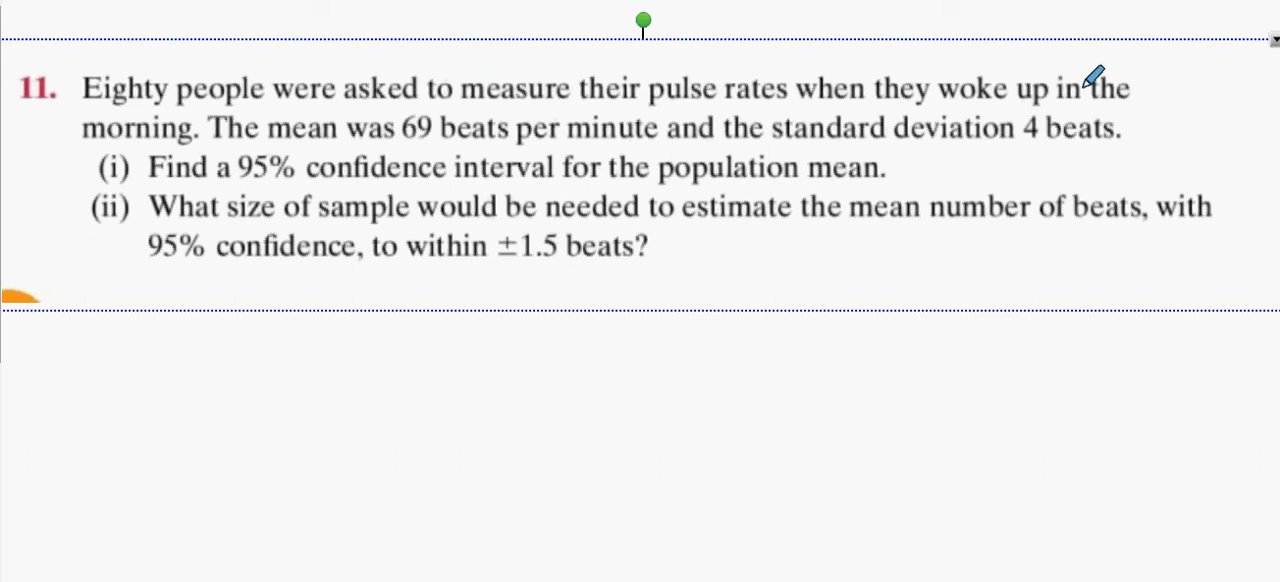 11. Eighty people were asked to measure their pulse rates when they woke up in the
morning. The mean was 69 beats per minute and the standard deviation 4 beats.
(i) Find a 95% confidence interval for the population mean.
(ii) What size of sample would be needed to estimate the mean number of beats, with
95% confidence, to within ±1.5 beats?